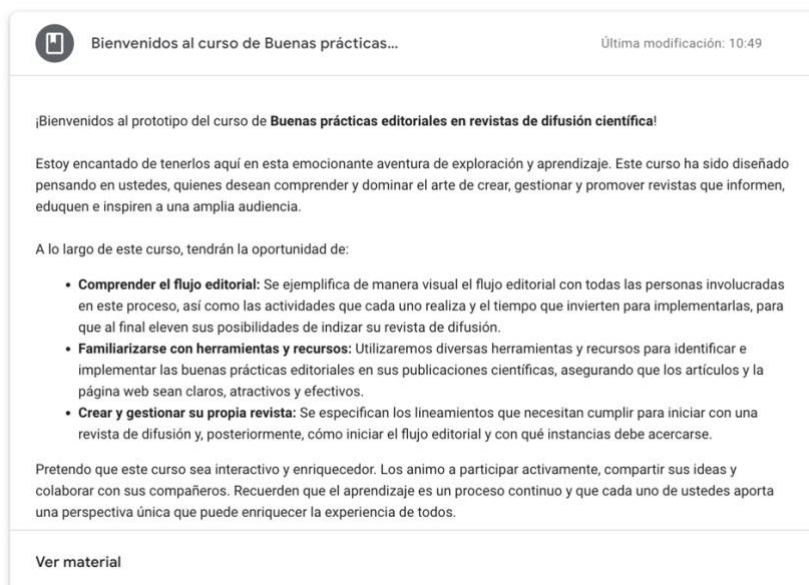 Bienvenidos al curso de Buenas prácticas...
Última modificación: 10:49
¡Bienvenidos al prototipo del curso de Buenas prácticas editoriales en revistas de difusión científica!
Estoy encantado de tenerlos aquí en esta emocionante aventura de exploración y aprendizaje. Este curso ha sido diseñado
pensando en ustedes, quienes desean comprender y dominar el arte de crear, gestionar y promover revistas que informen,
eduquen e inspiren a una amplia audiencia.
A lo largo de este curso, tendrán la oportunidad de:
• Comprender el flujo editorial: Se ejemplifica de manera visual el flujo editorial con todas las personas involucradas
en este proceso, así como las actividades que cada uno realiza y el tiempo que invierten para implementarlas, para
que al final eleven sus posibilidades de indizar su revista de difusión.
• Familiarizarse con herramientas y recursos: Utilizaremos diversas herramientas y recursos para identificar e
implementar las buenas prácticas editoriales en sus publicaciones científicas, asegurando que los artículos y la
página web sean claros, atractivos y efectivos.
• Crear y gestionar su propia revista: Se especifican los lineamientos que necesitan cumplir para iniciar con una
revista de difusión y, posteriormente, cómo iniciar el flujo editorial y con qué instancias debe acercarse.
Pretendo que este curso sea interactivo y enriquecedor. Los animo a participar activamente, compartir sus ideas y
colaborar con sus compañeros. Recuerden que el aprendizaje es un proceso continuo y que cada uno de ustedes aporta
una perspectiva única que puede enriquecer la experiencia de todos.
Ver material